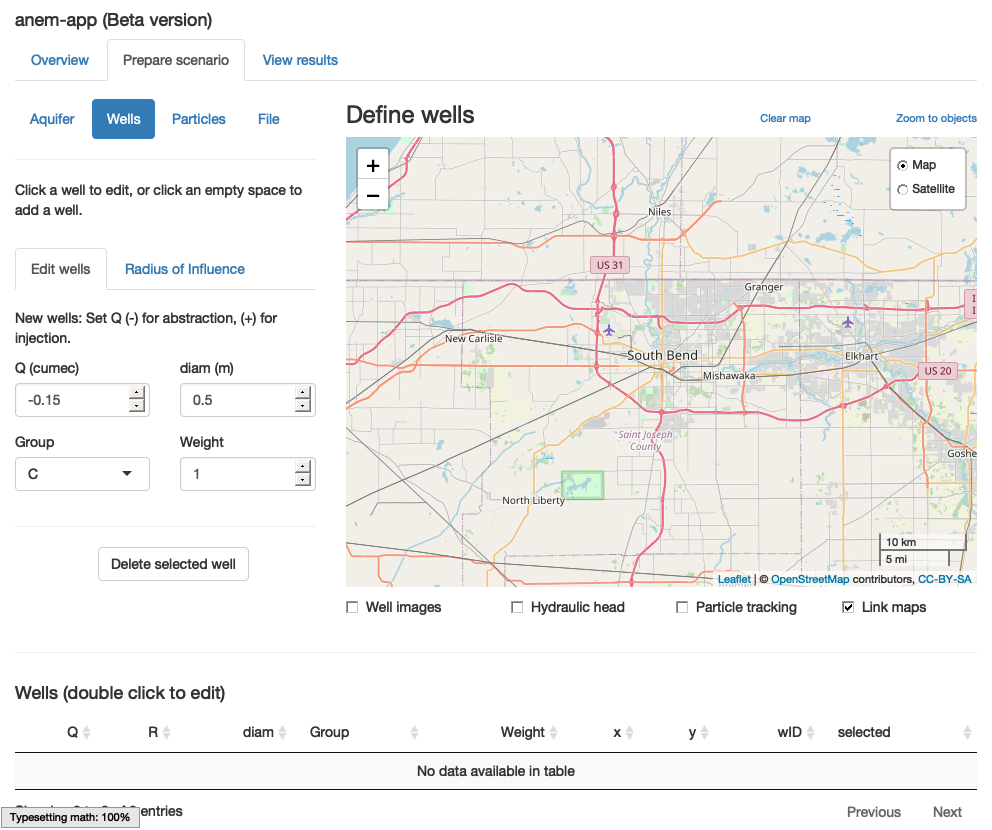 anem-app (Beta version)
Overview Prepare scenario View results
Aquifer Wells Particles File
Define wells
Clear map Zoom to objects
Click a well to edit, or click an empty space to
add a well.
Edit wells Radius of Influence
New wells: Set Q (-) for abstraction, (+) for
injection.
Q (cumec) diam (m)
-0.15 0.5
Group Weight
C 1
Delete selected well
+
−
Map
Satellite
Niles
US 31
Granger
New Carlisle
South Bend
Elkhart
Mishawaka
US 20
Saint Joseph
County
Goshe
North Liberty
10 km
5 mi
Leaflet | © OpenStreetMap contributors, CC-BY-SA
Well images Hydraulic head Particle tracking Link maps
Wells (double click to edit)
Q R diam Group Weight x y wID selected
No data available in table
entries
Previous Next
Typesetting math: 100%